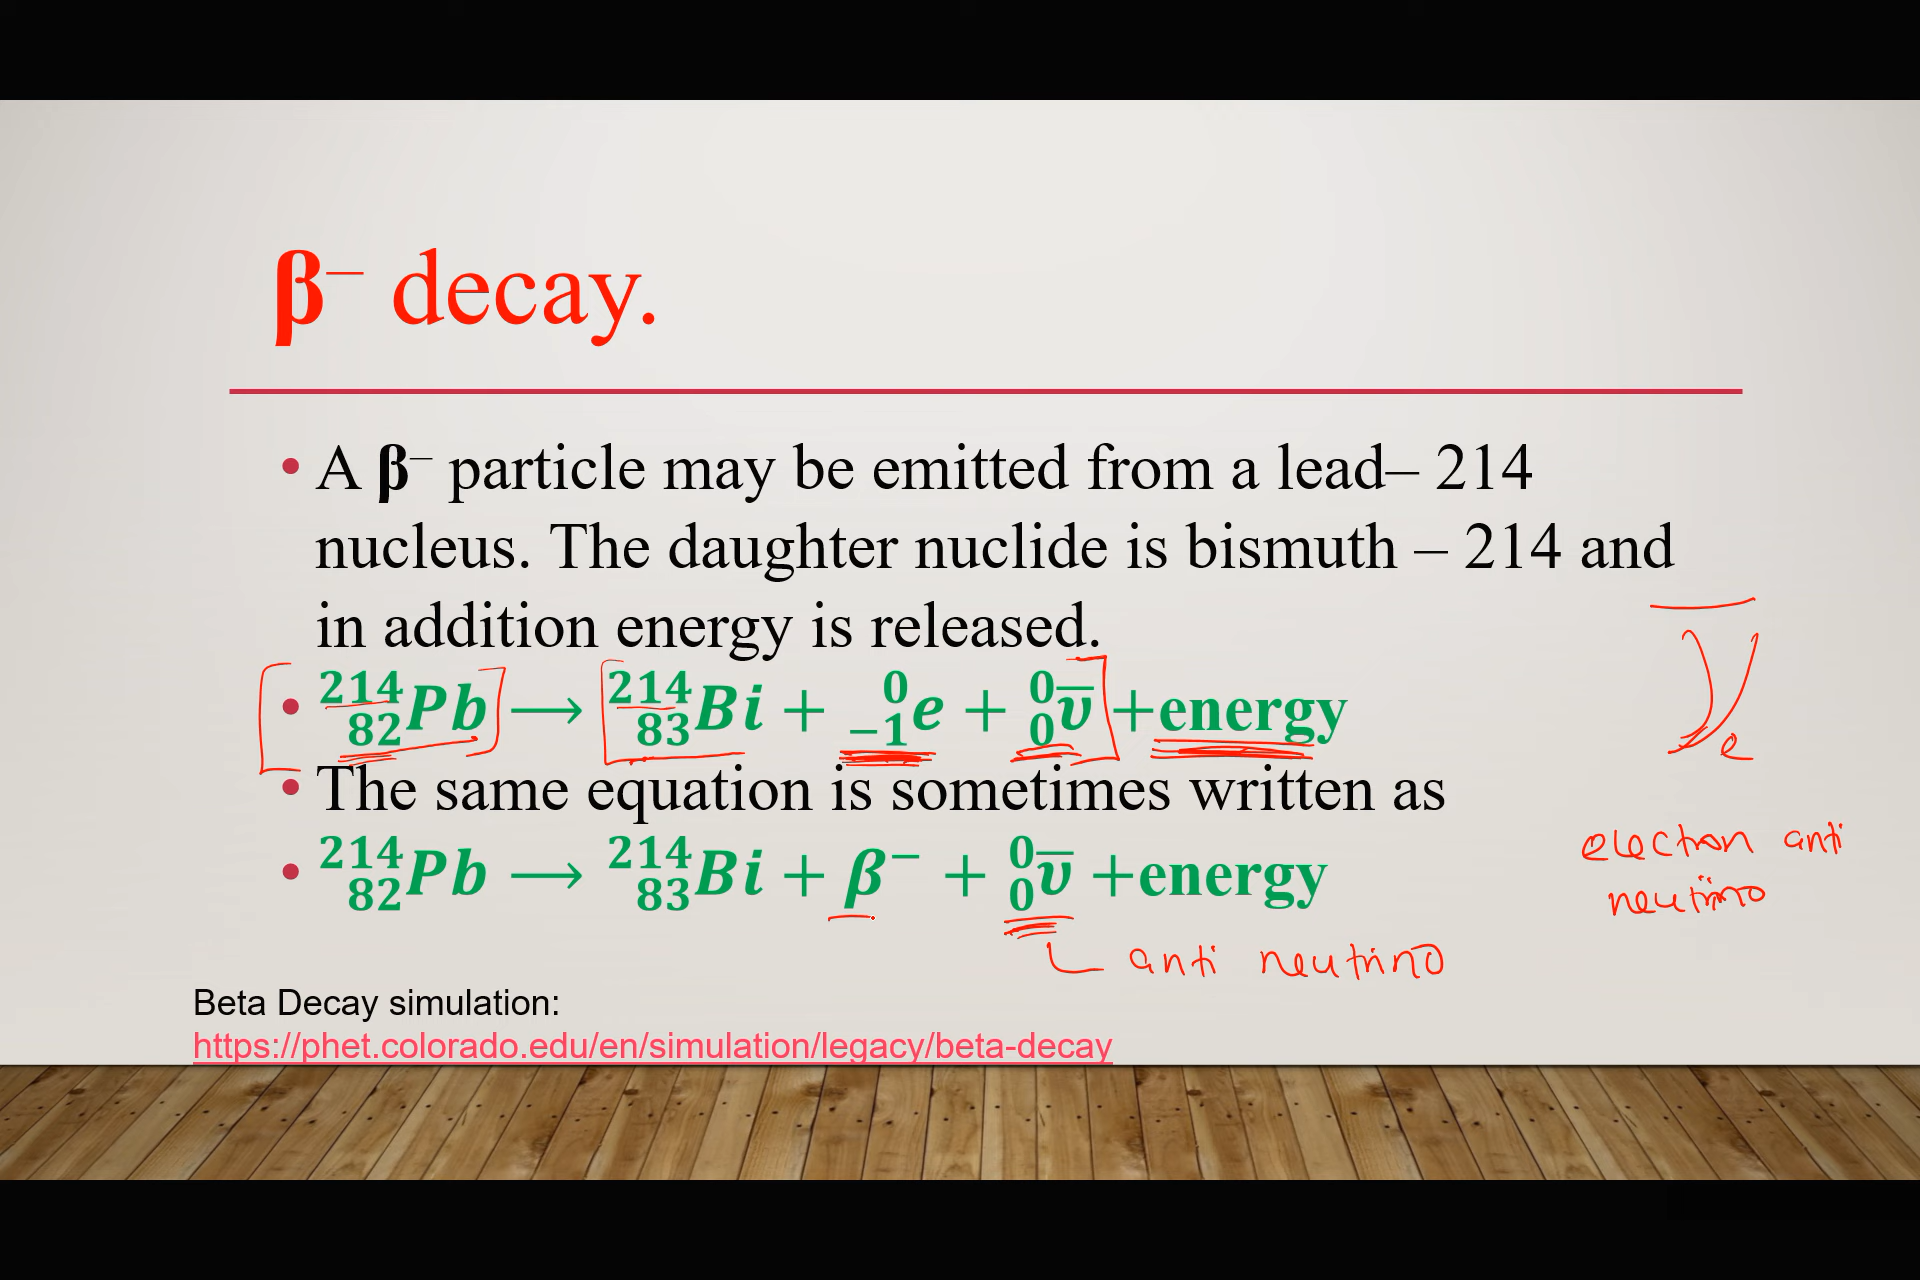 β– decay.
• A β– particle may be emitted from a lead– 214
nucleus. The daughter nuclide is bismuth – 214 and
in addition energy is released.
• ²¹⁴₈₂Pb ⟶ ²¹⁴₈₃Bi + ⁰₋₁e + ⁰₀ῡ +energy
• The same equation is sometimes written as
• ²¹⁴₈₂Pb ⟶ ²¹⁴₈₃Bi + β⁻ + ⁰₀ῡ +energy
ν̅e
electron anti
neutrino
anti neutrino
Beta Decay simulation:
https://phet.colorado.edu/en/simulation/legacy/beta-decay